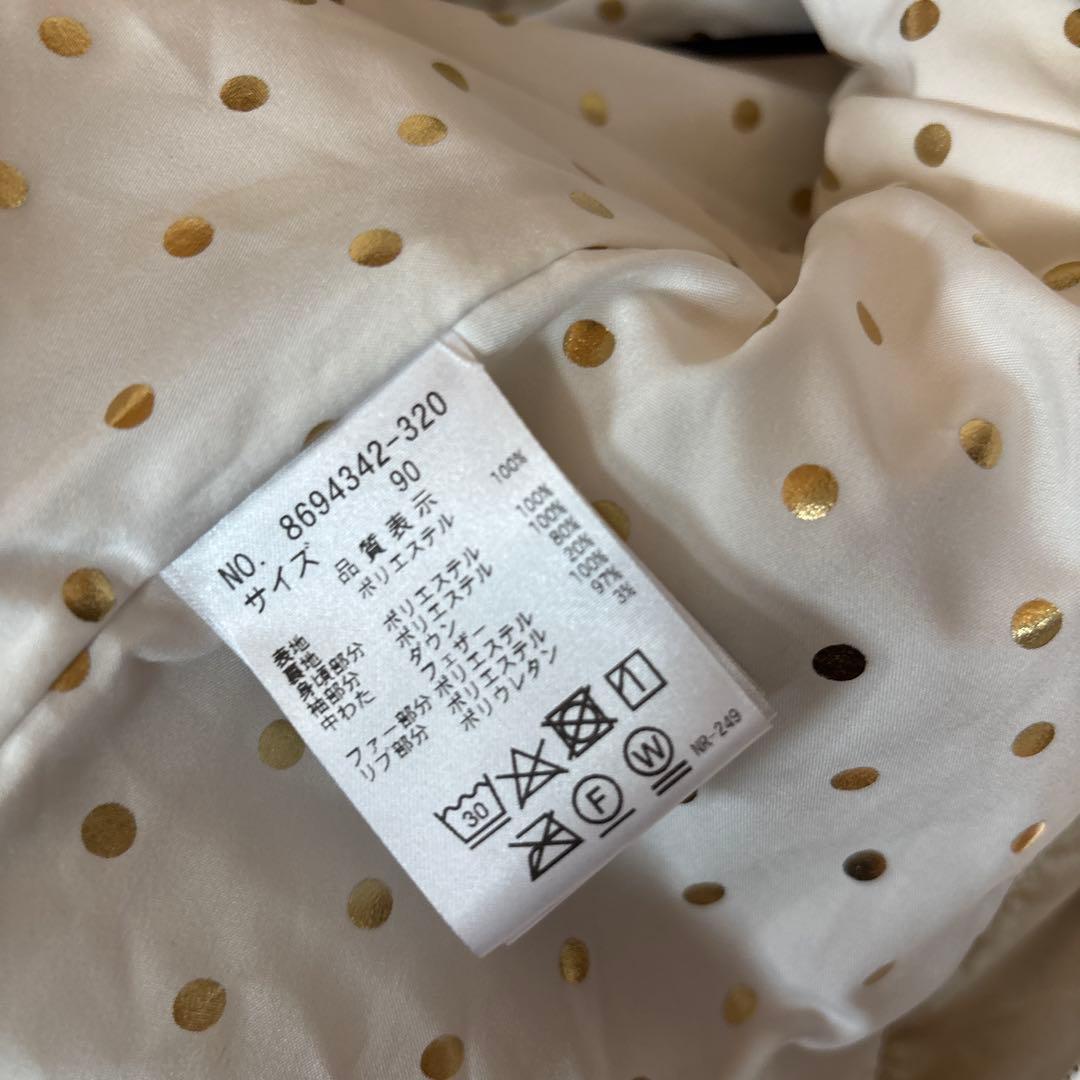 NO. 8694342-320
サイズ 90
品質表示
表地 ポリエステル 100%
裏地
身頃部分 ポリエステル 100%
袖部分 ポリエステル 100%
中わた ダウン 80%
フェザー 20%
ファー部分 ポリエステル 100%
リブ部分 ポリエステル 97%
ポリウレタン 3%
30
F
W
NR-249